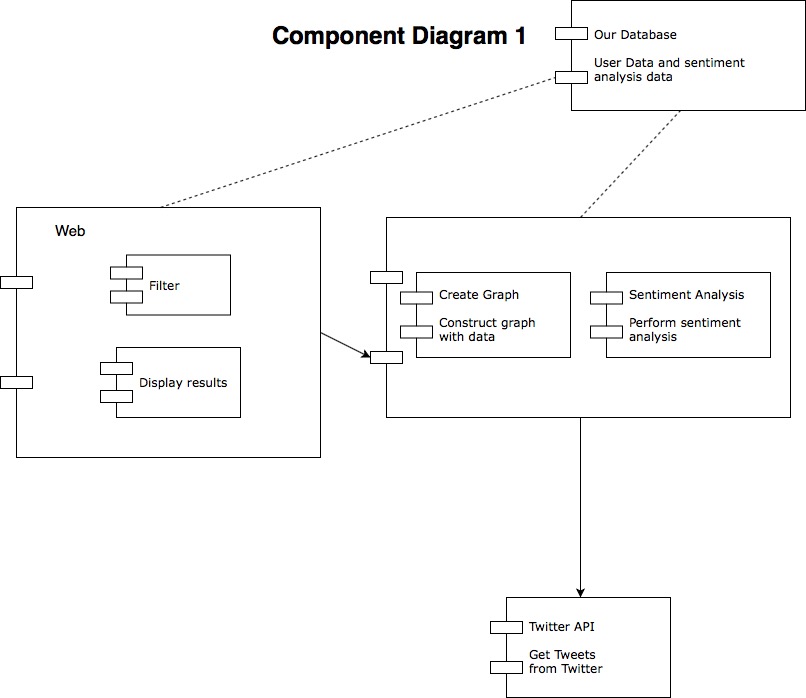 Component Diagram 1
Our Database
User Data and sentiment
analysis data
Web
Filter
Display results
Create Graph
Construct graph
with data
Sentiment Analysis
Perform sentiment
analysis
Twitter API
Get Tweets
from Twitter